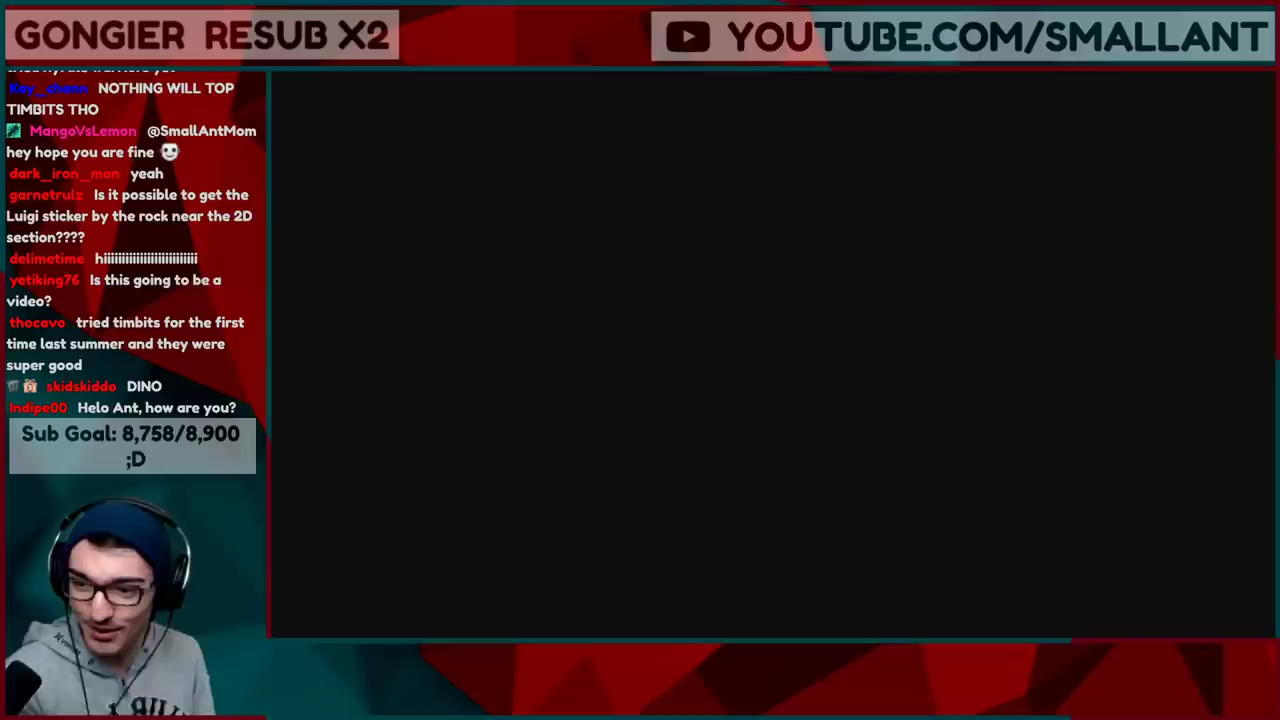 GONGIER RESUB X2
YOUTUBE.COM/SMALLANT
Kay_chann NOTHING WILL TOP
TIMBITS THO
MangoVsLemon @SmallAntMom
hey hope you are fine
dark_iron_man yeah
garnetrulz Is it possible to get the
Luigi sticker by the rock near the 2D
section????
delimetime hiiiiiiiiiiiiiiiiiiiiiiiiii
yetiking76 Is this going to be a
video?
thocavo tried timbits for the first
time last summer and they were
super good
skidskiddo DINO
Indipe00 Helo Ant, how are you?
Sub Goal: 8,758/8,900
;D